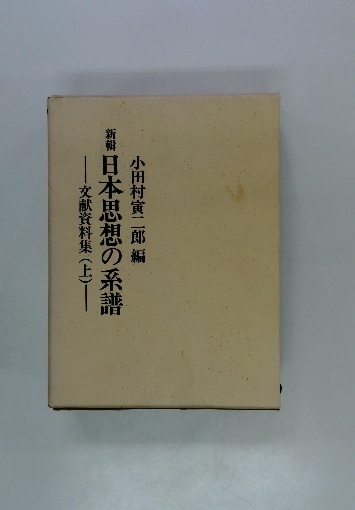 小田村寅二郎 編
新輯
日本思想の系譜
——文献資料集(上)——